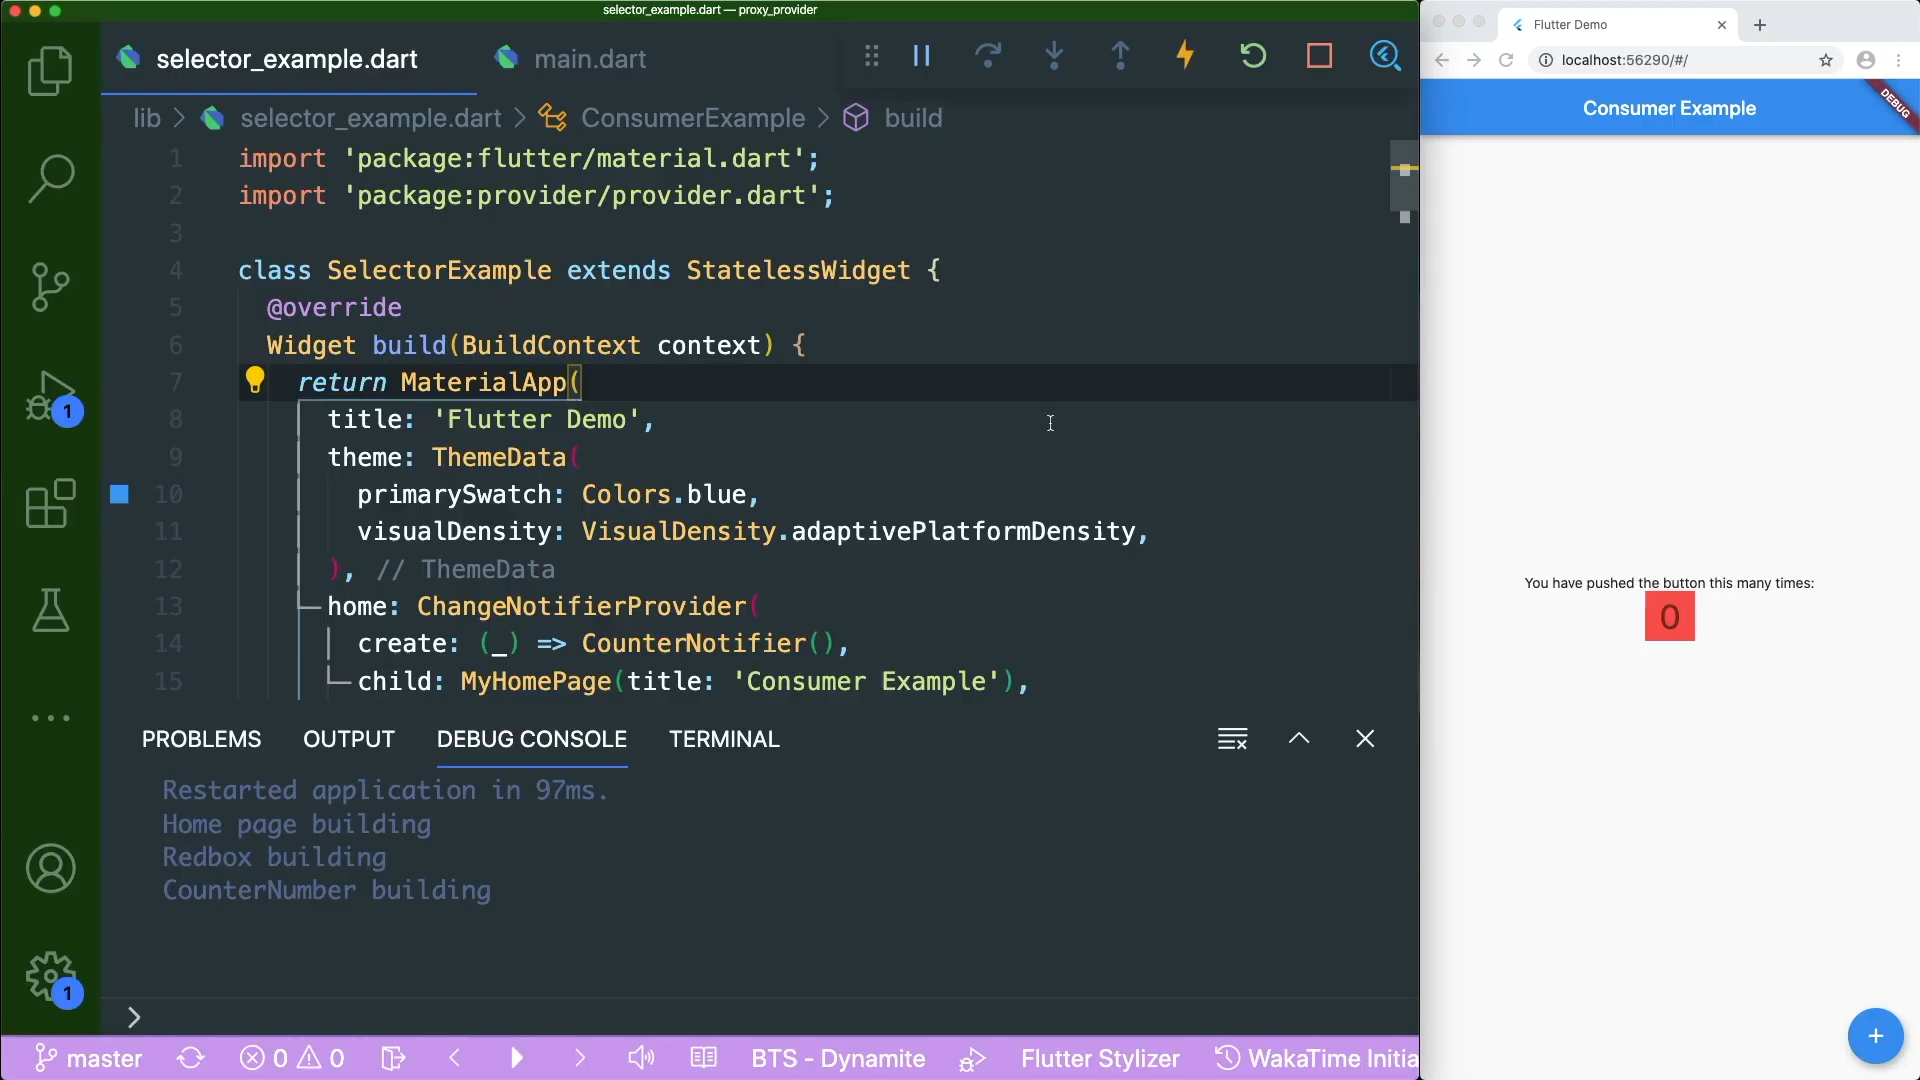 selector_example.dart — proxy_provider
selector_example.dart
main.dart
lib > selector_example.dart > ConsumerExample > build
1 import 'package:flutter/material.dart';
2 import 'package:provider/provider.dart';
3
4 class SelectorExample extends StatelessWidget {
5 @override
6 Widget build(BuildContext context) {
7 return MaterialApp(
8 title: 'Flutter Demo',
9 theme: ThemeData(
10 primarySwatch: Colors.blue,
11 visualDensity: VisualDensity.adaptivePlatformDensity,
12 ), // ThemeData
13 home: ChangeNotifierProvider(
14 create: (_) => CounterNotifier(),
15 child: MyHomePage(title: 'Consumer Example'),
1
1
PROBLEMS OUTPUT DEBUG CONSOLE TERMINAL
Restarted application in 97ms.
Home page building
Redbox building
CounterNumber building
>
master 0 0 BTS - Dynamite Flutter Stylizer WakaTime Initia
Flutter Demo
localhost:56290/#/
Consumer Example
DEBUG
You have pushed the button this many times:
0
+